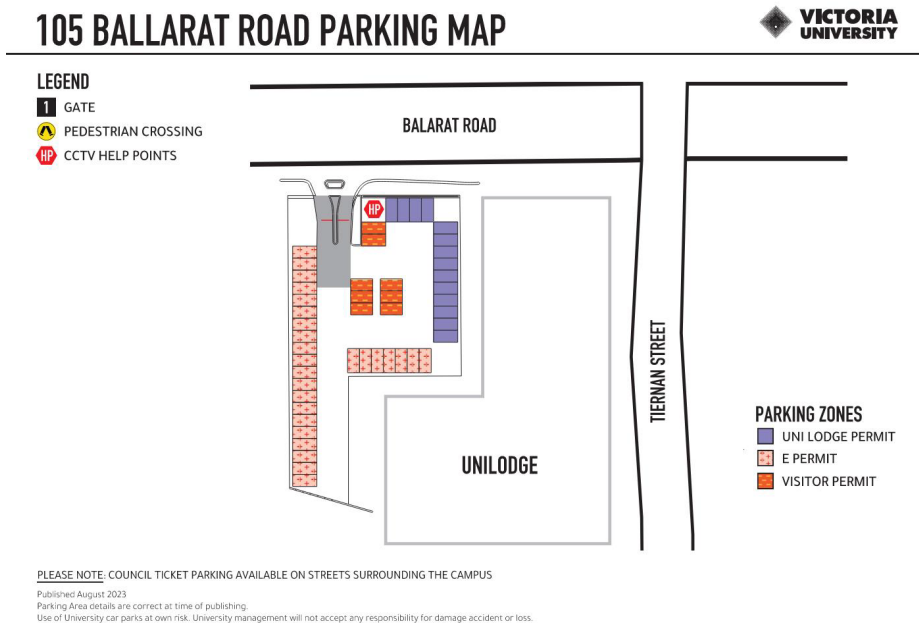 105 BALLARAT ROAD PARKING MAP
VICTORIA
UNIVERSITY
LEGEND
1 GATE
PEDESTRIAN CROSSING
HP CCTV HELP POINTS
BALARAT ROAD
HP
TIERNAN STREET
UNILODGE
PARKING ZONES
UNI LODGE PERMIT
E PERMIT
VISITOR PERMIT
PLEASE NOTE: COUNCIL TICKET PARKING AVAILABLE ON STREETS SURROUNDING THE CAMPUS
Published August 2023
Parking Area details are correct at time of publishing.
Use of University car parks at own risk. University management will not accept any responsibility for damage accident or loss.